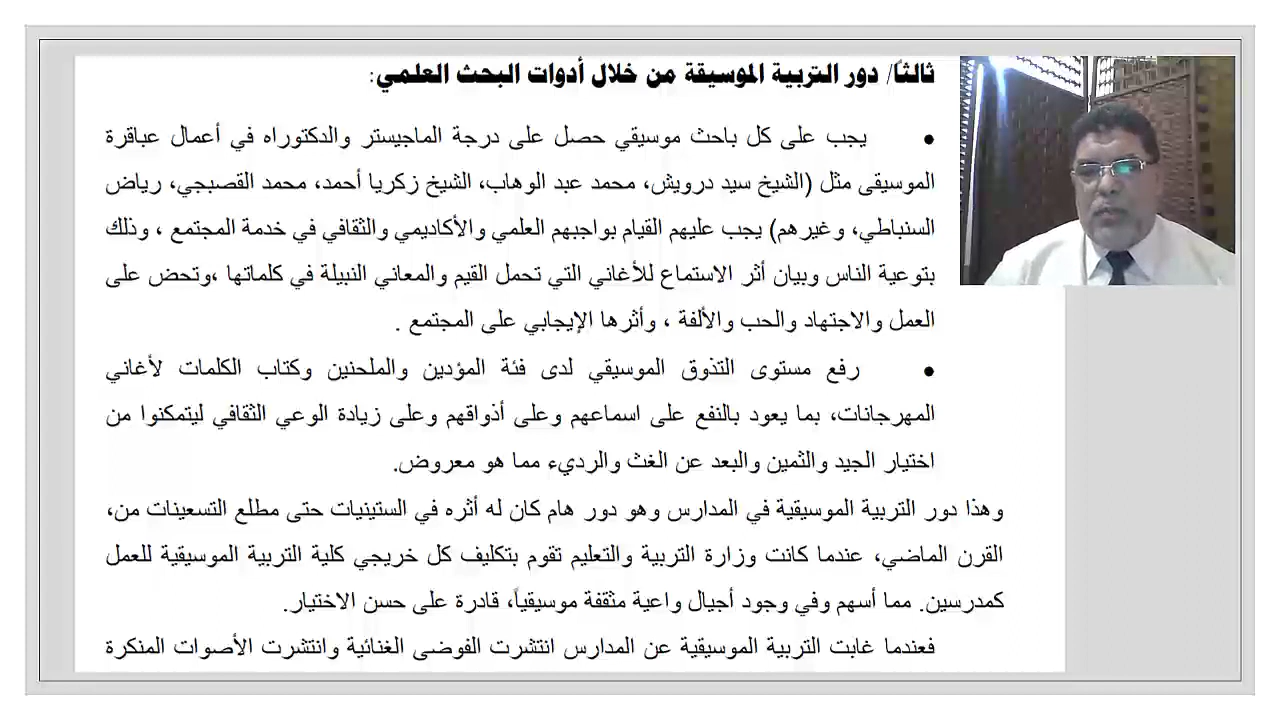 ثالثاً/ دور التربية الموسيقة من خلال أدوات البحث العلمي:
• يجب على كل باحث موسيقي حصل على درجة الماجيستر والدكتوراه في أعمال عباقرة
الموسيقى مثل (الشيخ سيد درويش، محمد عبد الوهاب، الشيخ زكريا أحمد، محمد القصبجي، رياض
السنباطي، وغيرهم) يجب عليهم القيام بواجبهم العلمي والأكاديمي والثقافي في خدمة المجتمع ، وذلك
بتوعية الناس وبيان أثر الاستماع للأغاني التي تحمل القيم والمعاني النبيلة في كلماتها ،وتحض على
العمل والاجتهاد والحب والألفة ، وأثرها الإيجابي على المجتمع .
• رفع مستوى التذوق الموسيقي لدى فئة المؤدين والملحنين وكتاب الكلمات لأغاني
المهرجانات، بما يعود بالنفع على اسماعهم وعلى أذواقهم وعلى زيادة الوعي الثقافي ليتمكنوا من
اختيار الجيد والثمين والبعد عن الغث والرديء مما هو معروض.
وهذا دور التربية الموسيقية في المدارس وهو دور هام كان له أثره في الستينيات حتى مطلع التسعينات من،
القرن الماضي، عندما كانت وزارة التربية والتعليم تقوم بتكليف كل خريجي كلية التربية الموسيقية للعمل
كمدرسين. مما أسهم وفي وجود أجيال واعية مثقفة موسيقياً، قادرة على حسن الاختيار.
فعندما غابت التربية الموسيقية عن المدارس انتشرت الفوضى الغنائية وانتشرت الأصوات المنكرة